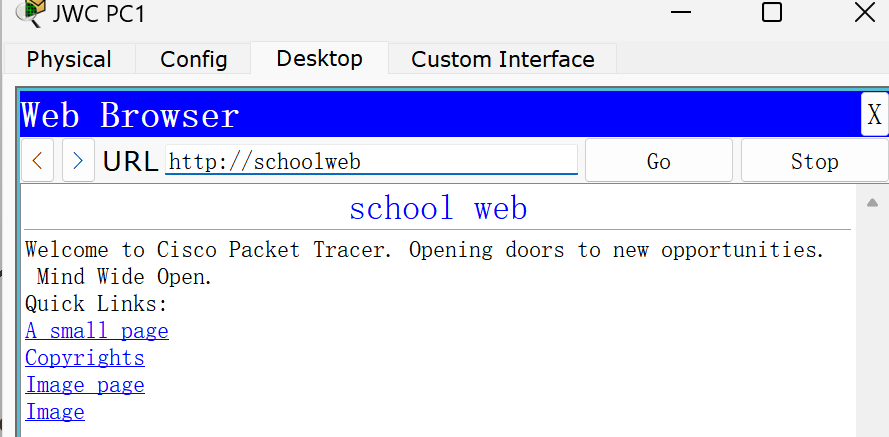 JWC PC1
Physical Config Desktop Custom Interface
Web Browser X
< > URL http://schoolweb Go Stop
school web
Welcome to Cisco Packet Tracer. Opening doors to new opportunities.
Mind Wide Open.
Quick Links:
A small page
Copyrights
Image page
Image